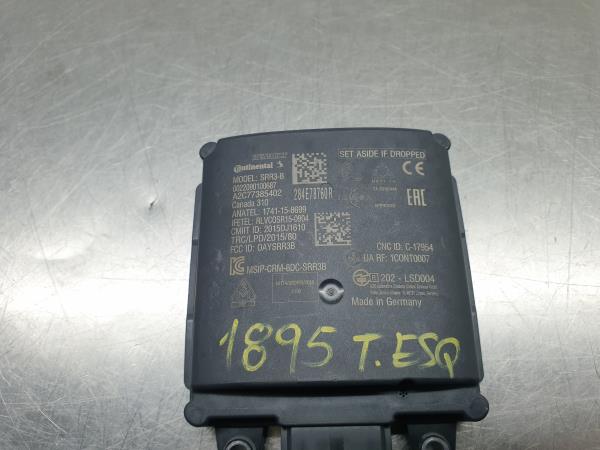 Continental
MODEL: SRR3-B
0022080100687
A2C77385402
Canada 310
ANATEL: 1741-15-8699
IFETEL: RLVCOSR15-0904
CMIIT ID: 2015DJ1610
TRC/LPD/2015/80
FCC ID: OAYSRR3B
MSIP-CRM-6DC-SRR3B
284E78760R
SET ASIDE IF DROPPED
CE
EAC
CNC ID: C-17954
UA RF: 1CONT0007
202 - LSD004
Made in Germany
1895 T. ESQ